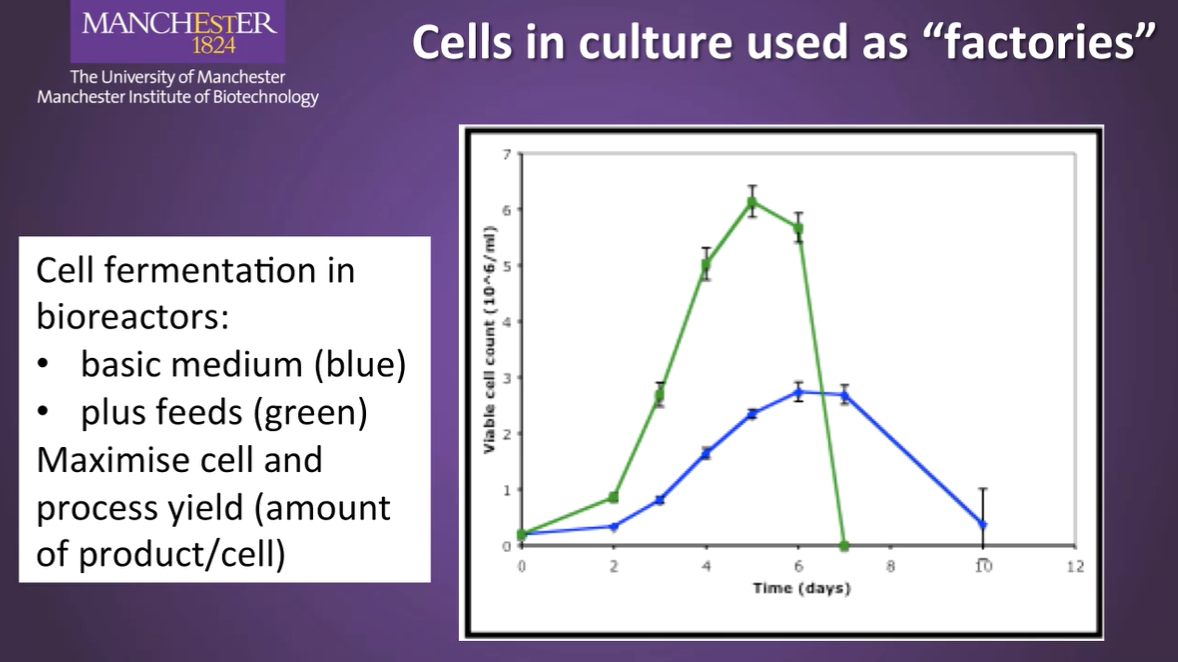 MANCHESTER
1824
The University of Manchester
Manchester Institute of Biotechnology
Cells in culture used as “factories”
Cell fermentation in
bioreactors:
• basic medium (blue)
• plus feeds (green)
Maximise cell and
process yield (amount
of product/cell)
Viable cell count (10^6/ml)
7
6
5
4
3
2
1
0
0 2 4 6 8 10 12
Time (days)